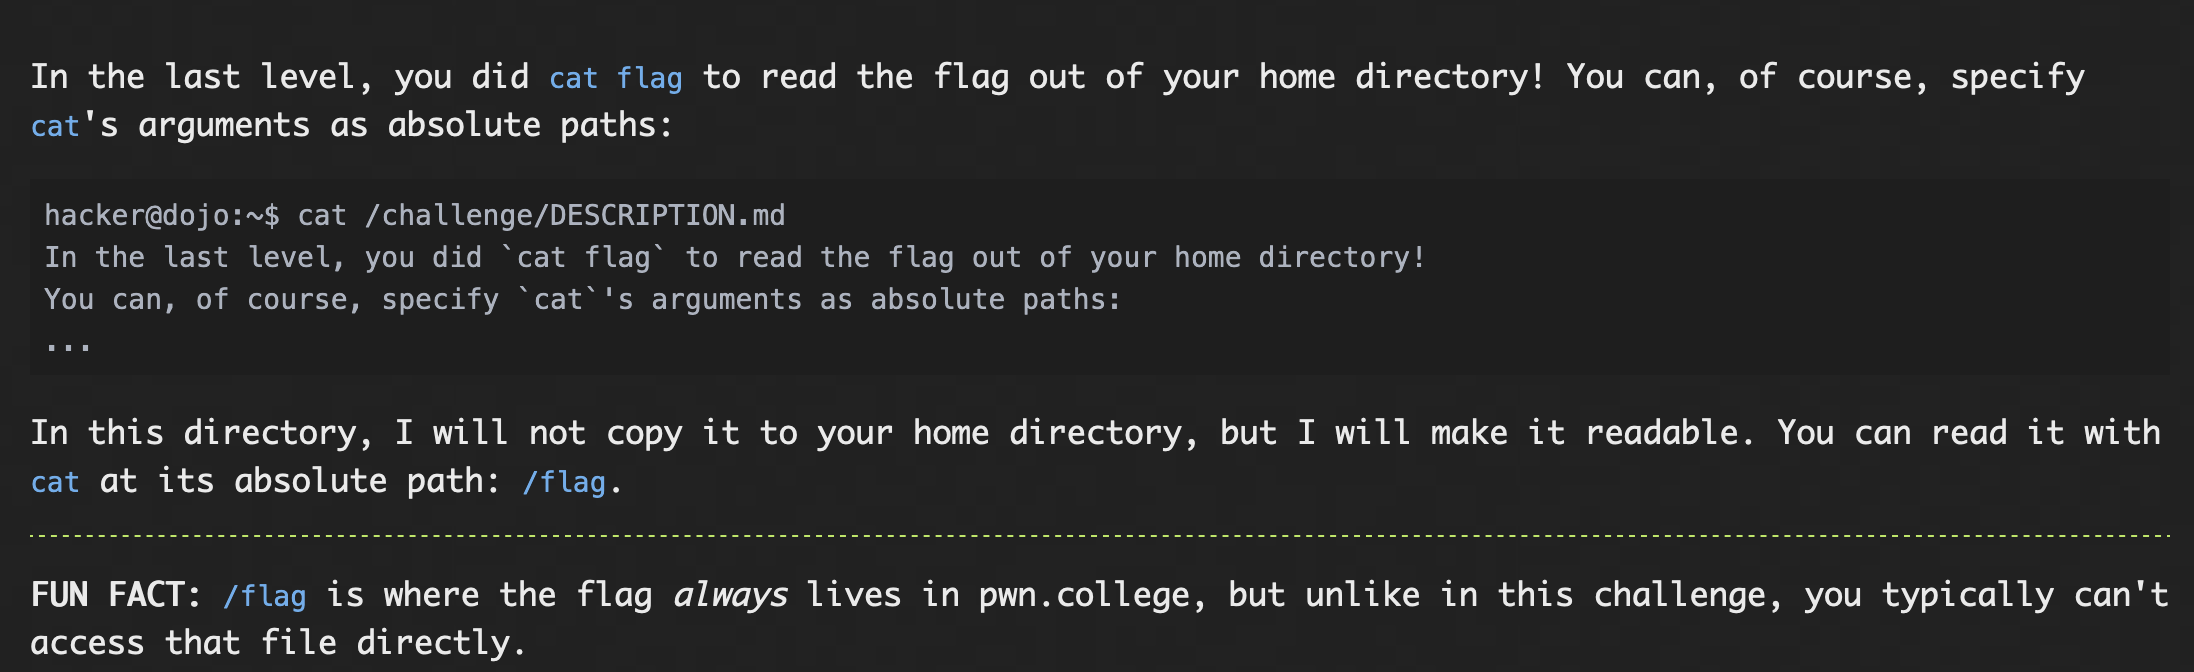 In the last level, you did cat flag to read the flag out of your home directory! You can, of course, specify
cat's arguments as absolute paths:
hacker@dojo:~$ cat /challenge/DESCRIPTION.md
In the last level, you did `cat flag` to read the flag out of your home directory!
You can, of course, specify `cat`'s arguments as absolute paths:
...
In this directory, I will not copy it to your home directory, but I will make it readable. You can read it with
cat at its absolute path: /flag.
FUN FACT: /flag is where the flag always lives in pwn.college, but unlike in this challenge, you typically can't
access that file directly.